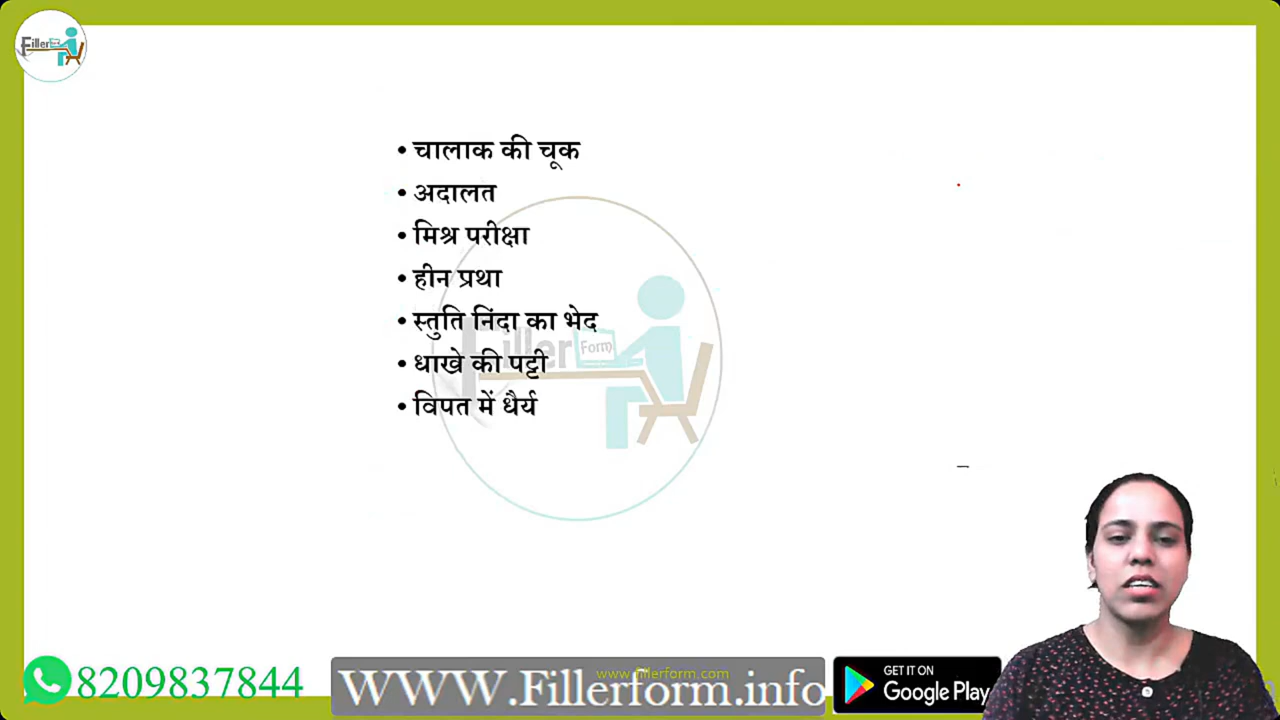 Fillerform
• चालाक की चूक
• अदालत
• मिश्र परीक्षा
• हीन प्रथा
• स्तुति निंदा का भेद
• धाखे की पट्टी
• विपत में धैर्य
Filler Form
8209837844
WWW.Fillerform.info
www.fillerform.com
GET IT ON
Google Play